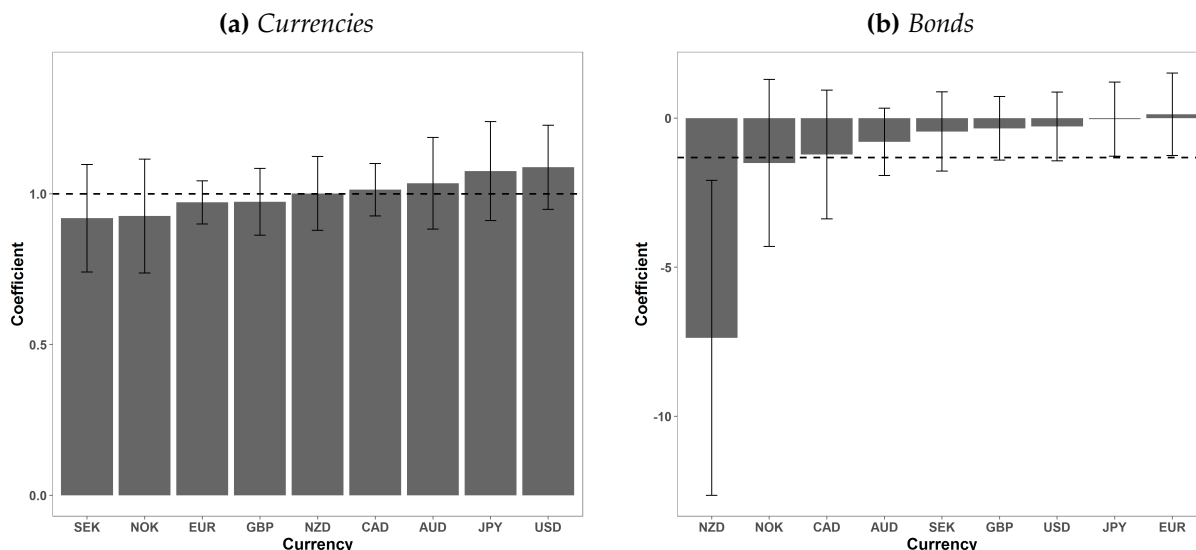 (a) Currencies
Coefficient
1.0
0.5
0.0
SEK NOK EUR GBP NZD CAD AUD JPY USD
Currency
(b) Bonds
Coefficient
0
-5
-10
NZD NOK CAD AUD SEK GBP USD JPY EUR
Currency